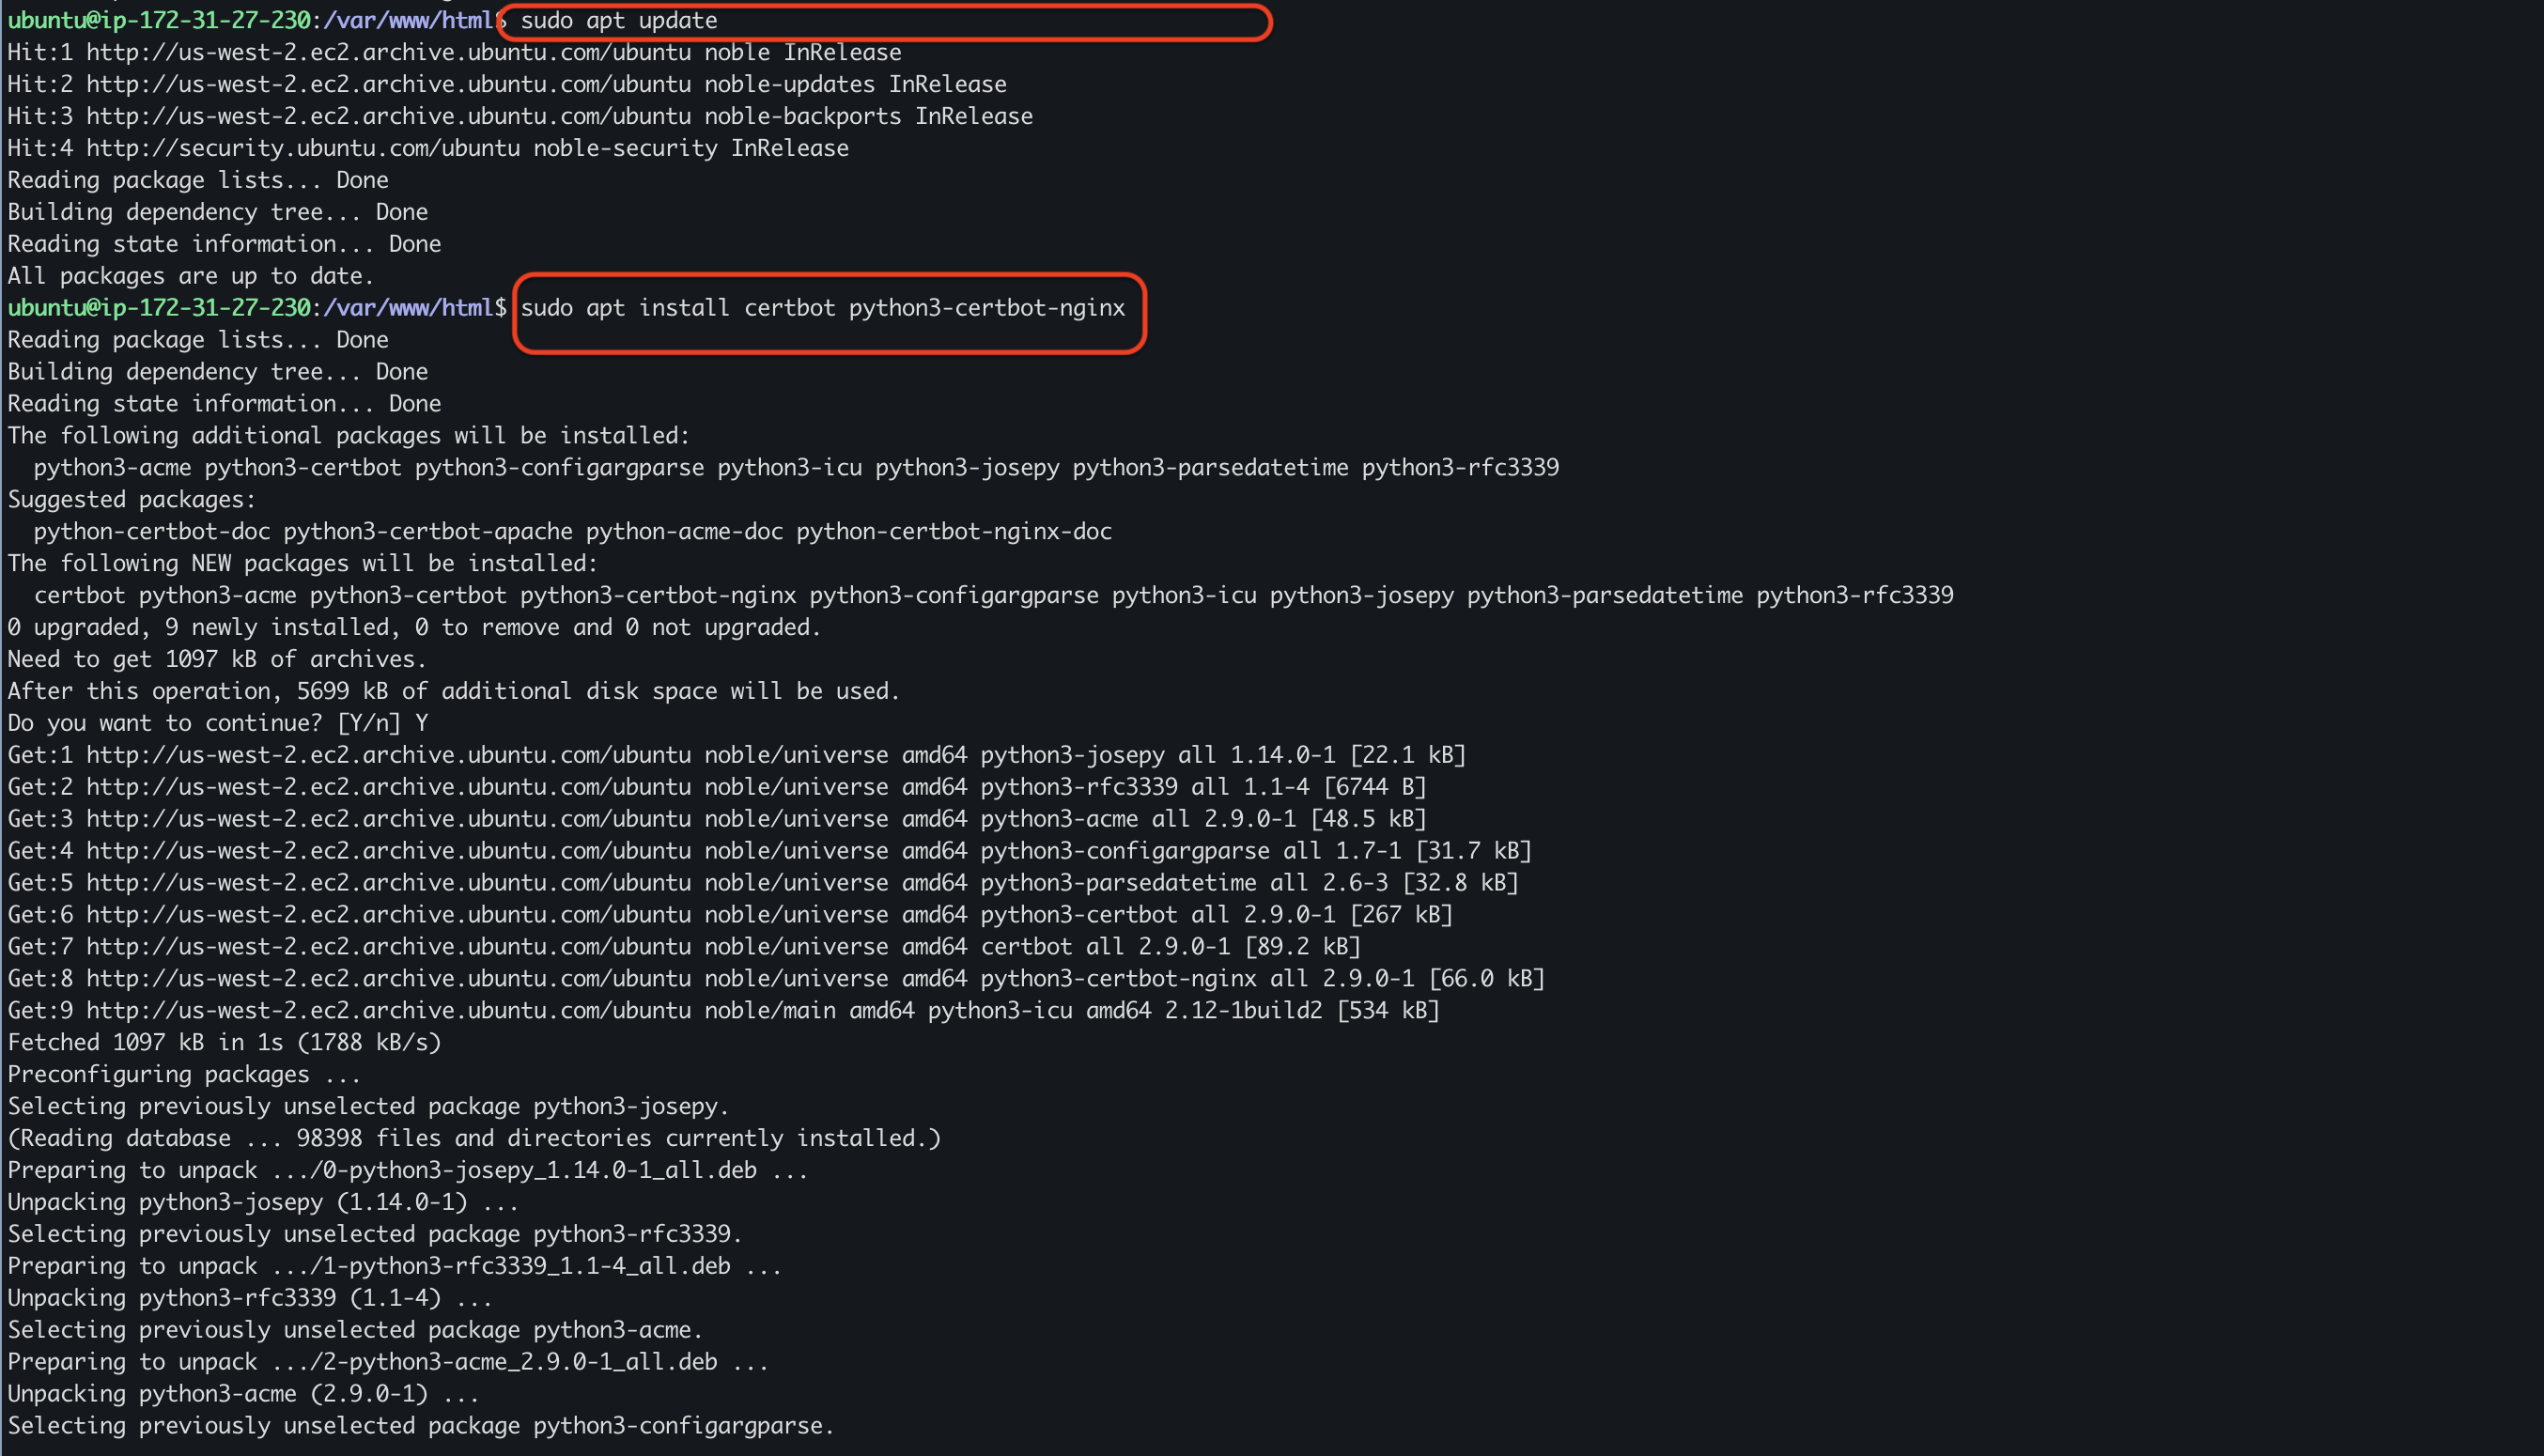 ubuntu@ip-172-31-27-230:/var/www/html$ sudo apt update
Hit:1 http://us-west-2.ec2.archive.ubuntu.com/ubuntu noble InRelease
Hit:2 http://us-west-2.ec2.archive.ubuntu.com/ubuntu noble-updates InRelease
Hit:3 http://us-west-2.ec2.archive.ubuntu.com/ubuntu noble-backports InRelease
Hit:4 http://security.ubuntu.com/ubuntu noble-security InRelease
Reading package lists... Done
Building dependency tree... Done
Reading state information... Done
All packages are up to date.
ubuntu@ip-172-31-27-230:/var/www/html$ sudo apt install certbot python3-certbot-nginx
Reading package lists... Done
Building dependency tree... Done
Reading state information... Done
The following additional packages will be installed:
  python3-acme python3-certbot python3-configargparse python3-icu python3-josepy python3-parsedatetime python3-rfc3339
Suggested packages:
  python-certbot-doc python3-certbot-apache python-acme-doc python-certbot-nginx-doc
The following NEW packages will be installed:
  certbot python3-acme python3-certbot python3-certbot-nginx python3-configargparse python3-icu python3-josepy python3-parsedatetime python3-rfc3339
0 upgraded, 9 newly installed, 0 to remove and 0 not upgraded.
Need to get 1097 kB of archives.
After this operation, 5699 kB of additional disk space will be used.
Do you want to continue? [Y/n] Y
Get:1 http://us-west-2.ec2.archive.ubuntu.com/ubuntu noble/universe amd64 python3-josepy all 1.14.0-1 [22.1 kB]
Get:2 http://us-west-2.ec2.archive.ubuntu.com/ubuntu noble/universe amd64 python3-rfc3339 all 1.1-4 [6744 B]
Get:3 http://us-west-2.ec2.archive.ubuntu.com/ubuntu noble/universe amd64 python3-acme all 2.9.0-1 [48.5 kB]
Get:4 http://us-west-2.ec2.archive.ubuntu.com/ubuntu noble/universe amd64 python3-configargparse all 1.7-1 [31.7 kB]
Get:5 http://us-west-2.ec2.archive.ubuntu.com/ubuntu noble/universe amd64 python3-parsedatetime all 2.6-3 [32.8 kB]
Get:6 http://us-west-2.ec2.archive.ubuntu.com/ubuntu noble/universe amd64 python3-certbot all 2.9.0-1 [267 kB]
Get:7 http://us-west-2.ec2.archive.ubuntu.com/ubuntu noble/universe amd64 certbot all 2.9.0-1 [89.2 kB]
Get:8 http://us-west-2.ec2.archive.ubuntu.com/ubuntu noble/universe amd64 python3-certbot-nginx all 2.9.0-1 [66.0 kB]
Get:9 http://us-west-2.ec2.archive.ubuntu.com/ubuntu noble/main amd64 python3-icu amd64 2.12-1build2 [534 kB]
Fetched 1097 kB in 1s (1788 kB/s)
Preconfiguring packages ...
Selecting previously unselected package python3-josepy.
(Reading database ... 98398 files and directories currently installed.)
Preparing to unpack .../0-python3-josepy_1.14.0-1_all.deb ...
Unpacking python3-josepy (1.14.0-1) ...
Selecting previously unselected package python3-rfc3339.
Preparing to unpack .../1-python3-rfc3339_1.1-4_all.deb ...
Unpacking python3-rfc3339 (1.1-4) ...
Selecting previously unselected package python3-acme.
Preparing to unpack .../2-python3-acme_2.9.0-1_all.deb ...
Unpacking python3-acme (2.9.0-1) ...
Selecting previously unselected package python3-configargparse.